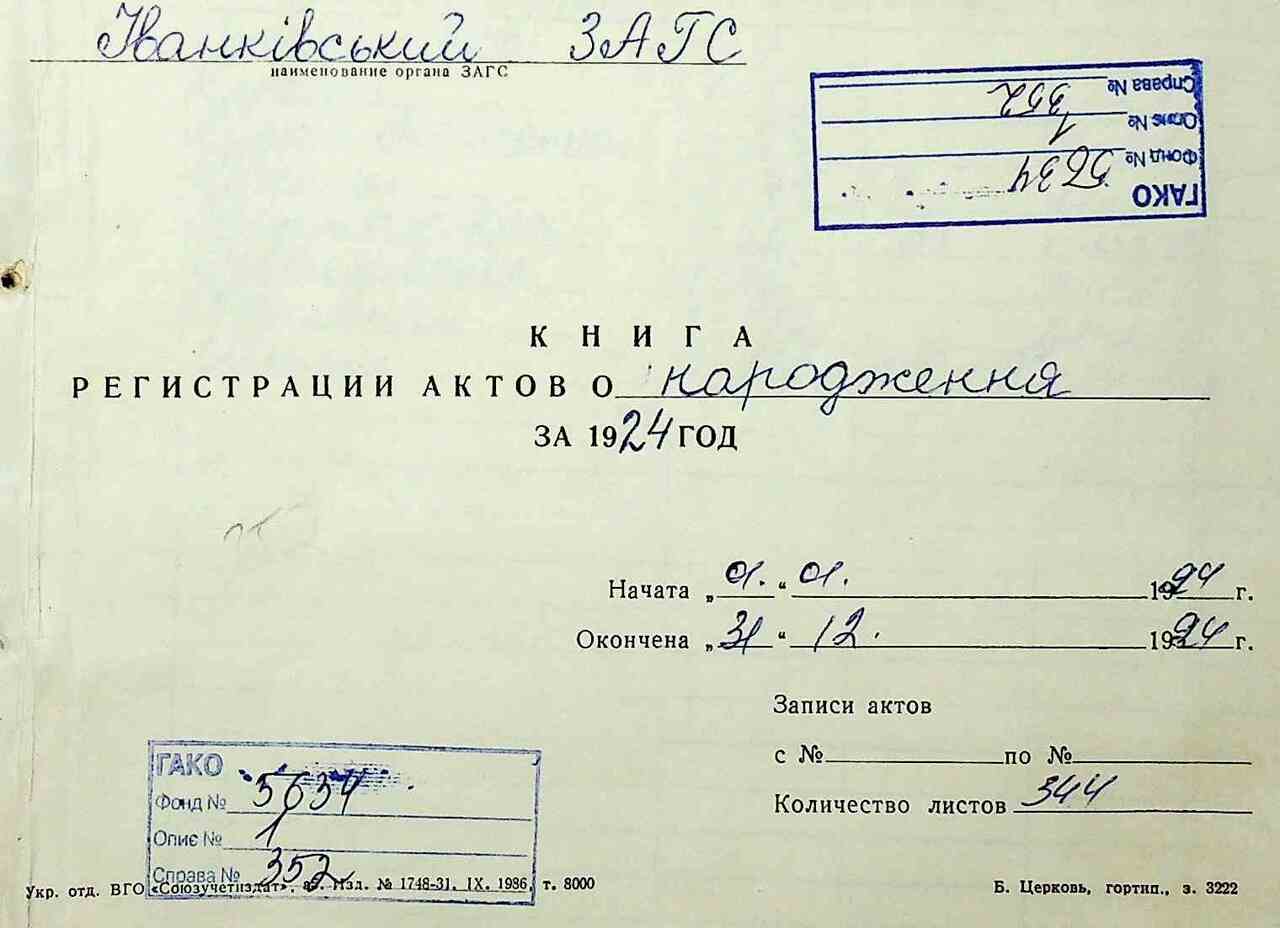 Іванківський ЗАГС
наименование органа ЗАГС
Справа № 352
Опис № 1
Фонд № 5634
ГАКО
КНИГА
РЕГИСТРАЦИИ АКТОВ О народження
ЗА 1924 ГОД
Начата „01.“ 01. 1924 г.
Окончена „31“ 12. 1924 г.
Записи актов
с № по №
Количество листов 344
ГАКО
Фонд № 5634
Опис № 1
Справа № 352
Укр. отд. ВГО «Союзучетиздат». Изд. № 1748-31. IX. 1986, т. 8000
Б. Церковь, гортип., з. 3222